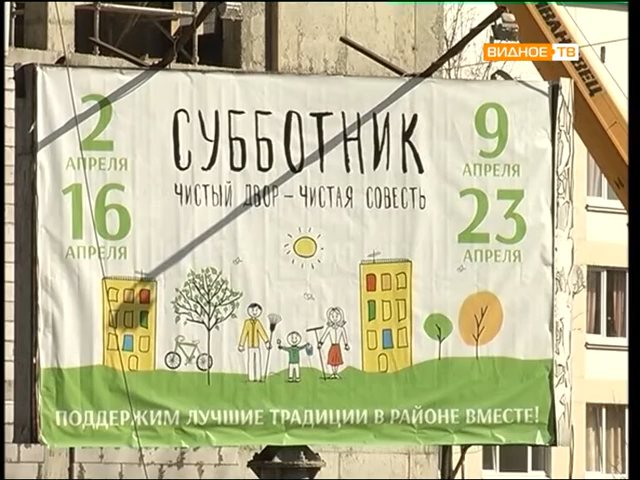 ВИДНОЕ ТВ
СУББОТНИК
ЧИСТЫЙ ДВОР – ЧИСТАЯ СОВЕСТЬ
2
АПРЕЛЯ
16
АПРЕЛЯ
9
АПРЕЛЯ
23
АПРЕЛЯ
ПОДДЕРЖИМ ЛУЧШИЕ ТРАДИЦИИ В РАЙОНЕ ВМЕСТЕ!